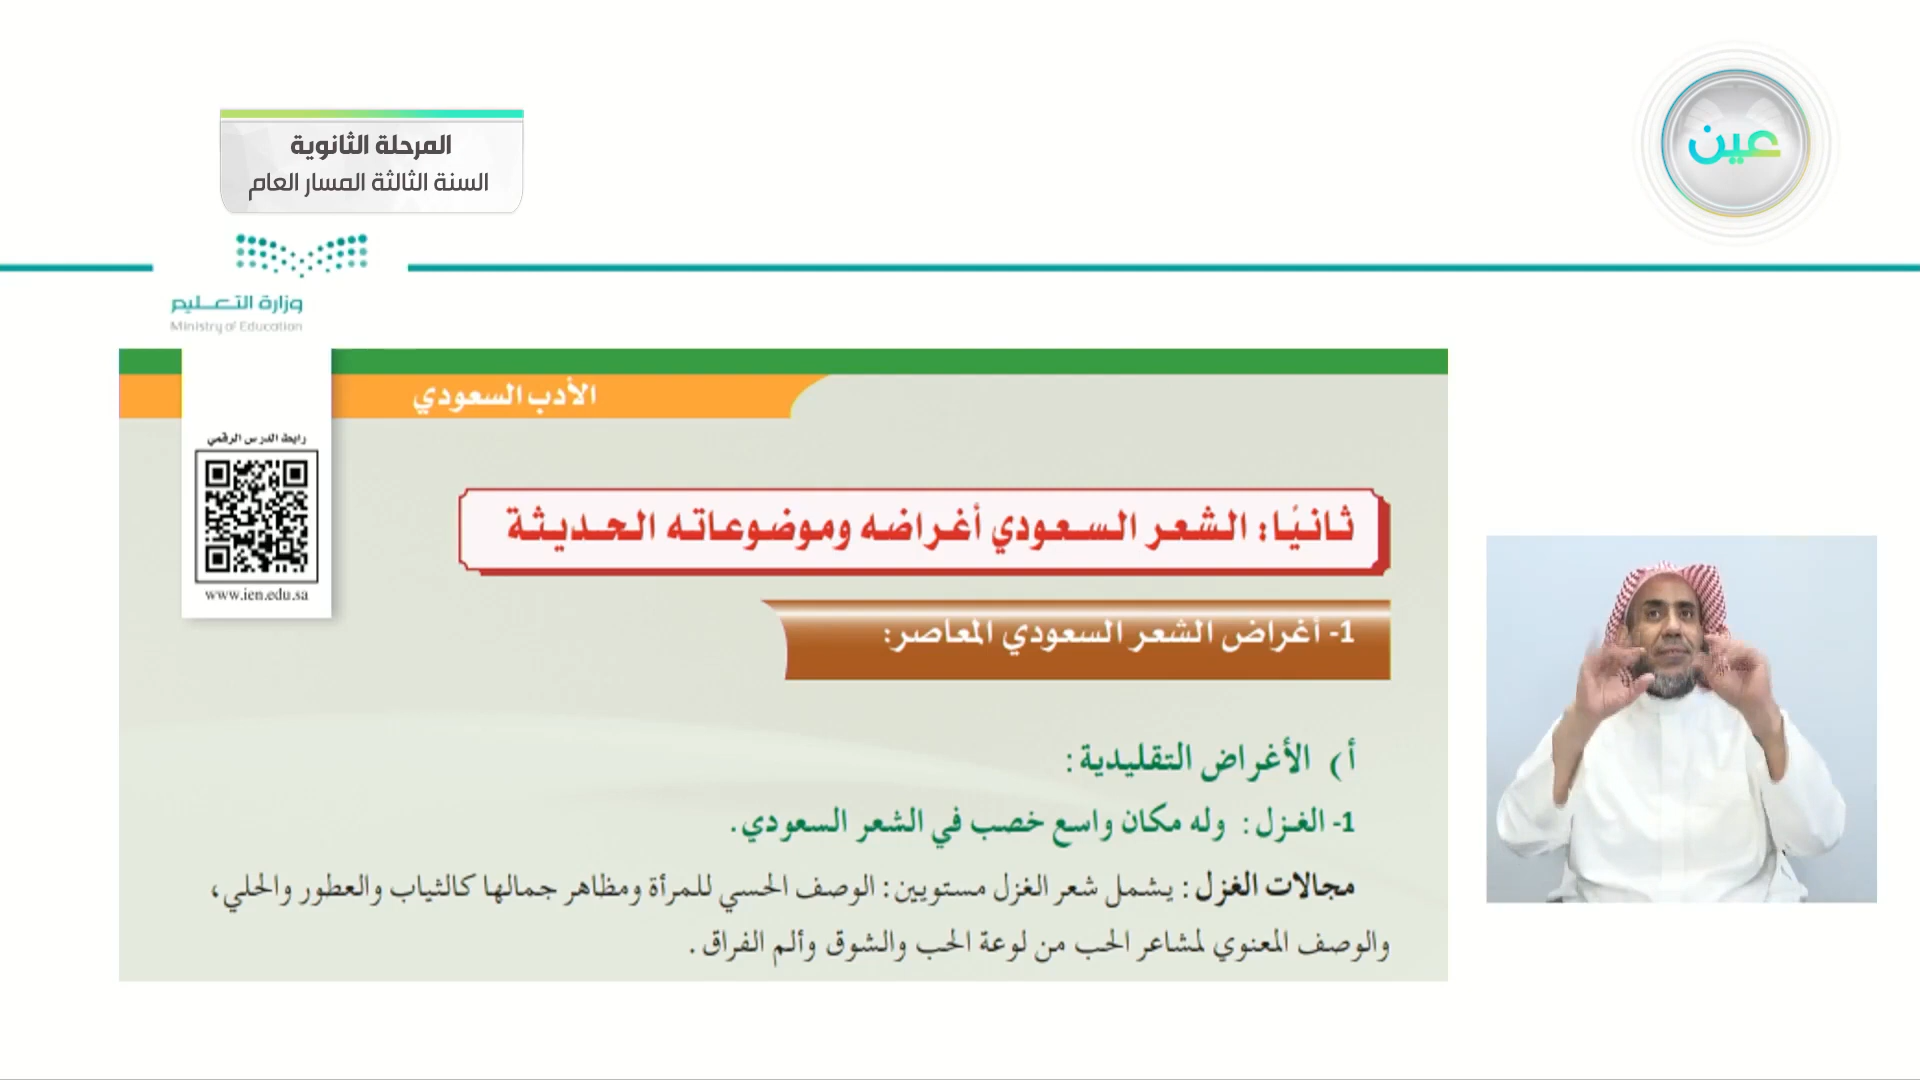 المرحلة الثانوية
السنة الثالثة المسار العام
عين
وزارة التعليم
Ministry of Education
الأدب السعودي
رابط الدرس الرقمي
www.ien.edu.sa
ثانيًا: الشعر السعودي أغراضه وموضوعاته الحديثة
1- أغراض الشعر السعودي المعاصر:
أ) الأغراض التقليدية:
1- الغزل: وله مكان واسع خصب في الشعر السعودي.
مجالات الغزل: يشمل شعر الغزل مستويين: الوصف الحسي للمرأة ومظاهر جمالها كالثياب والعطور والحلي،
والوصف المعنوي لمشاعر الحب من لوعة الحب والشوق وألم الفراق.